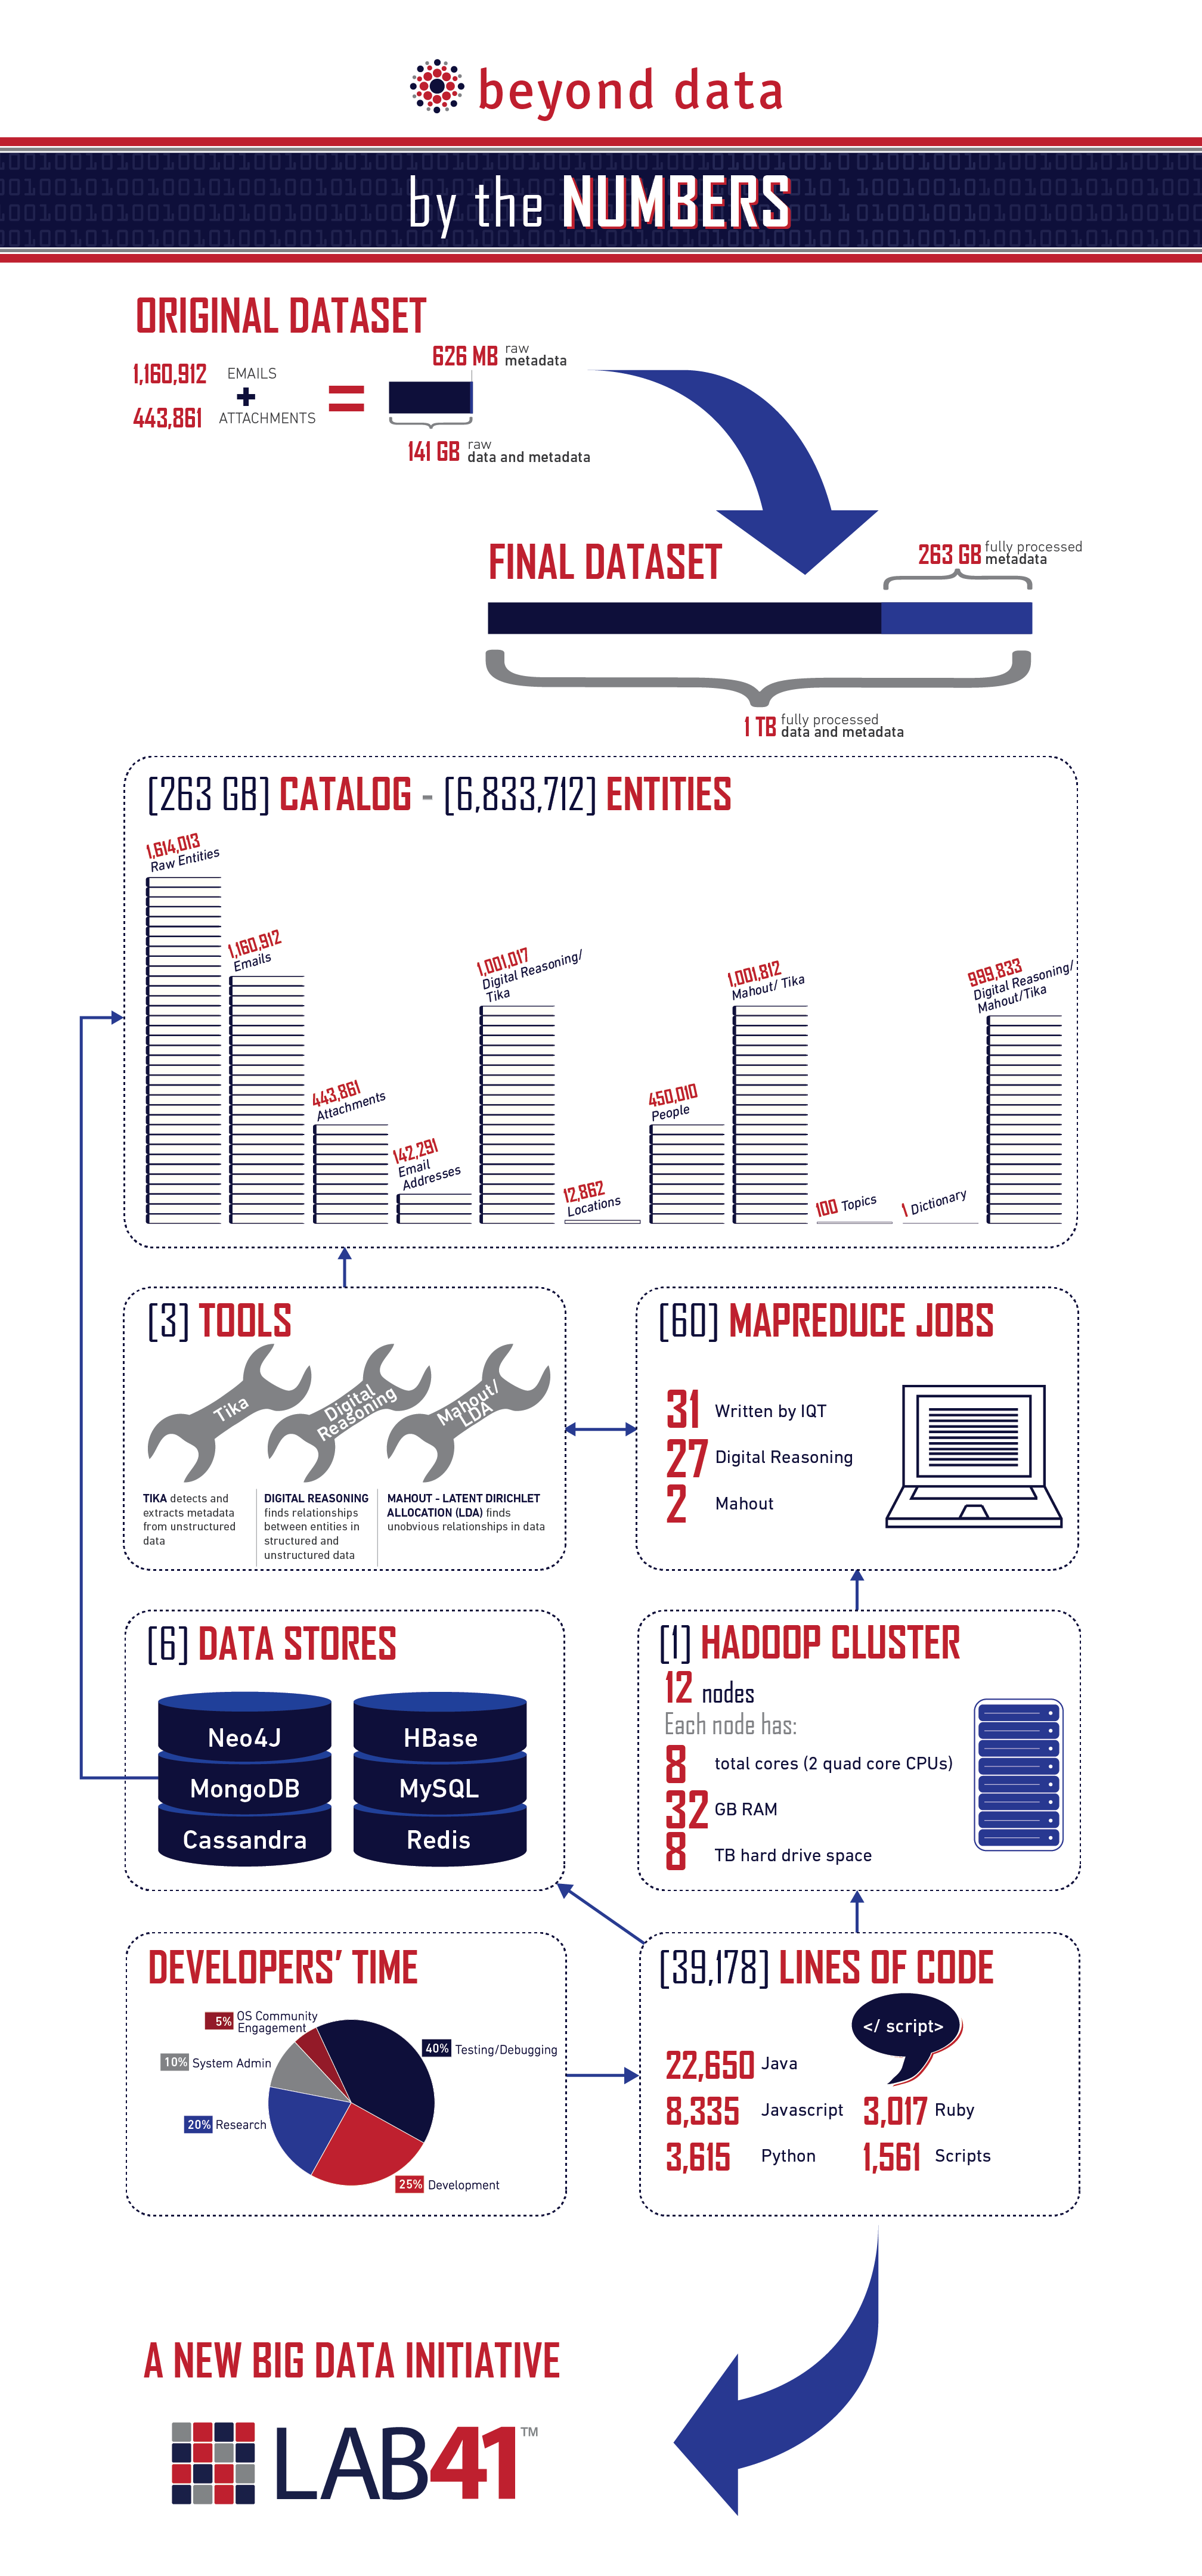 beyond data
by the NUMBERS
ORIGINAL DATASET
1,160,912 EMAILS
+
443,861 ATTACHMENTS
=
626 MB raw
metadata
141 GB raw
data and metadata
FINAL DATASET
263 GB fully processed
metadata
1 TB fully processed
data and metadata
[263 GB] CATALOG - [6,833,712] ENTITIES
1,614,013
Raw Entities
1,160,912
Emails
443,861
Attachments
142,291
Email
Addresses
1,001,017
Digital Reasoning/
Tika
12,862
Locations
450,010
People
1,001,812
Mahout/ Tika
100 Topics
1 Dictionary
999,833
Digital Reasoning/
Mahout/Tika
[3] TOOLS
Tika
Digital
Reasoning
Mahout/
LDA
TIKA detects and
extracts metadata
from unstructured
data
DIGITAL REASONING
finds relationships
between entities in
structured and
unstructured data
MAHOUT - LATENT DIRICHLET
ALLOCATION (LDA) finds
unobvious relationships in data
[60] MAPREDUCE JOBS
31 Written by IQT
27 Digital Reasoning
2 Mahout
[6] DATA STORES
Neo4J
MongoDB
Cassandra
HBase
MySQL
Redis
[1] HADOOP CLUSTER
12 nodes
Each node has:
8 total cores (2 quad core CPUs)
32 GB RAM
8 TB hard drive space
DEVELOPERS' TIME
5% OS Community
Engagement
40% Testing/Debugging
10% System Admin
20% Research
25% Development
[39,178] LINES OF CODE
</ script>
22,650 Java
8,335 Javascript 3,017 Ruby
3,615 Python 1,561 Scripts
A NEW BIG DATA INITIATIVE
LAB41 TM